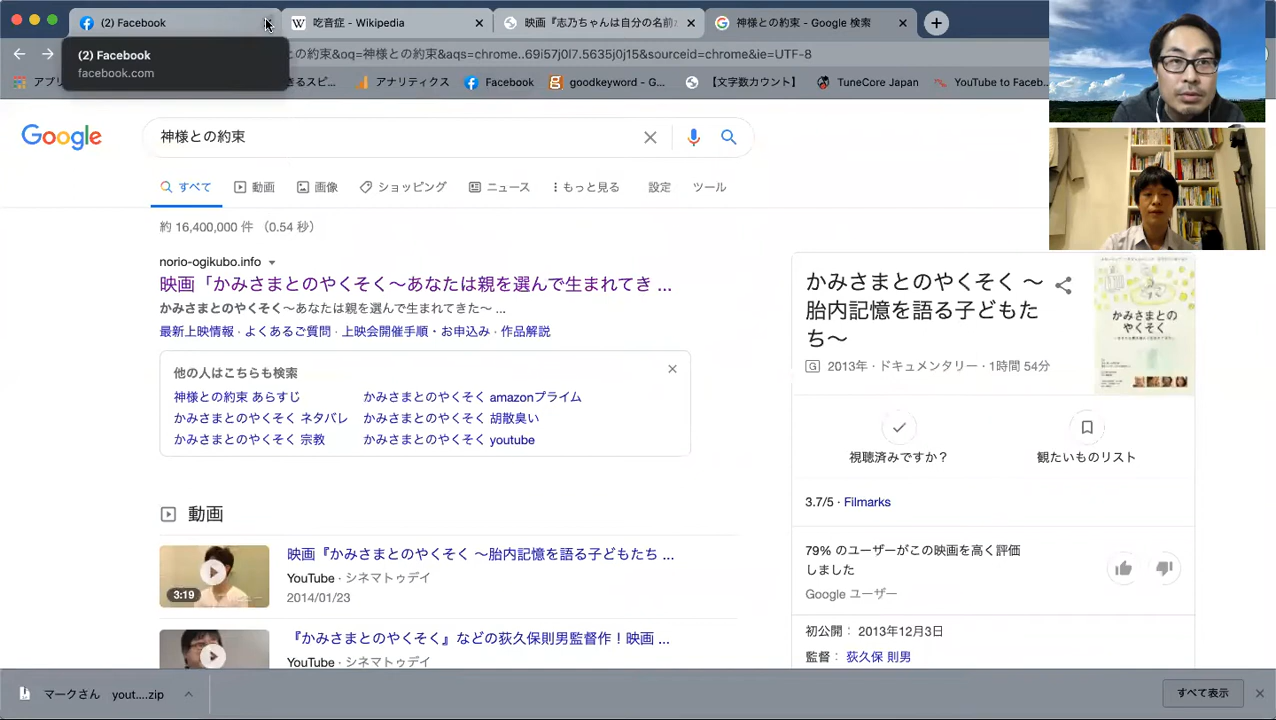 (2) Facebook
吃音症 - Wikipedia
映画『志乃ちゃんは自分の名前が
神様との約束 - Google 検索
(2) Facebook
facebook.com
の約束&oq=神様との約束&aqs=chrome..69i57j0l7.5635j0j15&sourceid=chrome&ie=UTF-8
アプリ
きるスピ...
アナリティクス
Facebook
goodkeyword - G...
【文字数カウント】
TuneCore Japan
YouTube to Faceb...
Google
神様との約束
すべて
動画
画像
ショッピング
ニュース
もっと見る
設定
ツール
約 16,400,000 件 （0.54 秒）
norio-ogikubo.info
映画「かみさまとのやくそく～あなたは親を選んで生まれてき ...
かみさまとのやくそく～あなたは親を選んで生まれてきた～ ...
最新上映情報 · よくあるご質問 · 上映会開催手順・お申込み · 作品解説
他の人はこちらも検索
神様との約束 あらすじ
かみさまとのやくそく amazonプライム
かみさまとのやくそく ネタバレ
かみさまとのやくそく 胡散臭い
かみさまとのやくそく 宗教
かみさまとのやくそく youtube
動画
3:19
映画『かみさまとのやくそく ～胎内記憶を語る子どもたち ...
YouTube · シネマトゥデイ
2014/01/23
『かみさまとのやくそく』などの荻久保則男監督作！映画 ...
YouTube · シネマトゥデイ
かみさまとのやくそく ～
胎内記憶を語る子どもた
ち～
G 2013年 · ドキュメンタリー · 1時間 54分
かみさまとの
やくそく
視聴済みですか？
観たいものリスト
3.7/5 · Filmarks
79% のユーザーがこの映画を高く評価
しました
Google ユーザー
初公開： 2013年12月3日
監督： 荻久保 則男
マークさん yout....zip
すべて表示